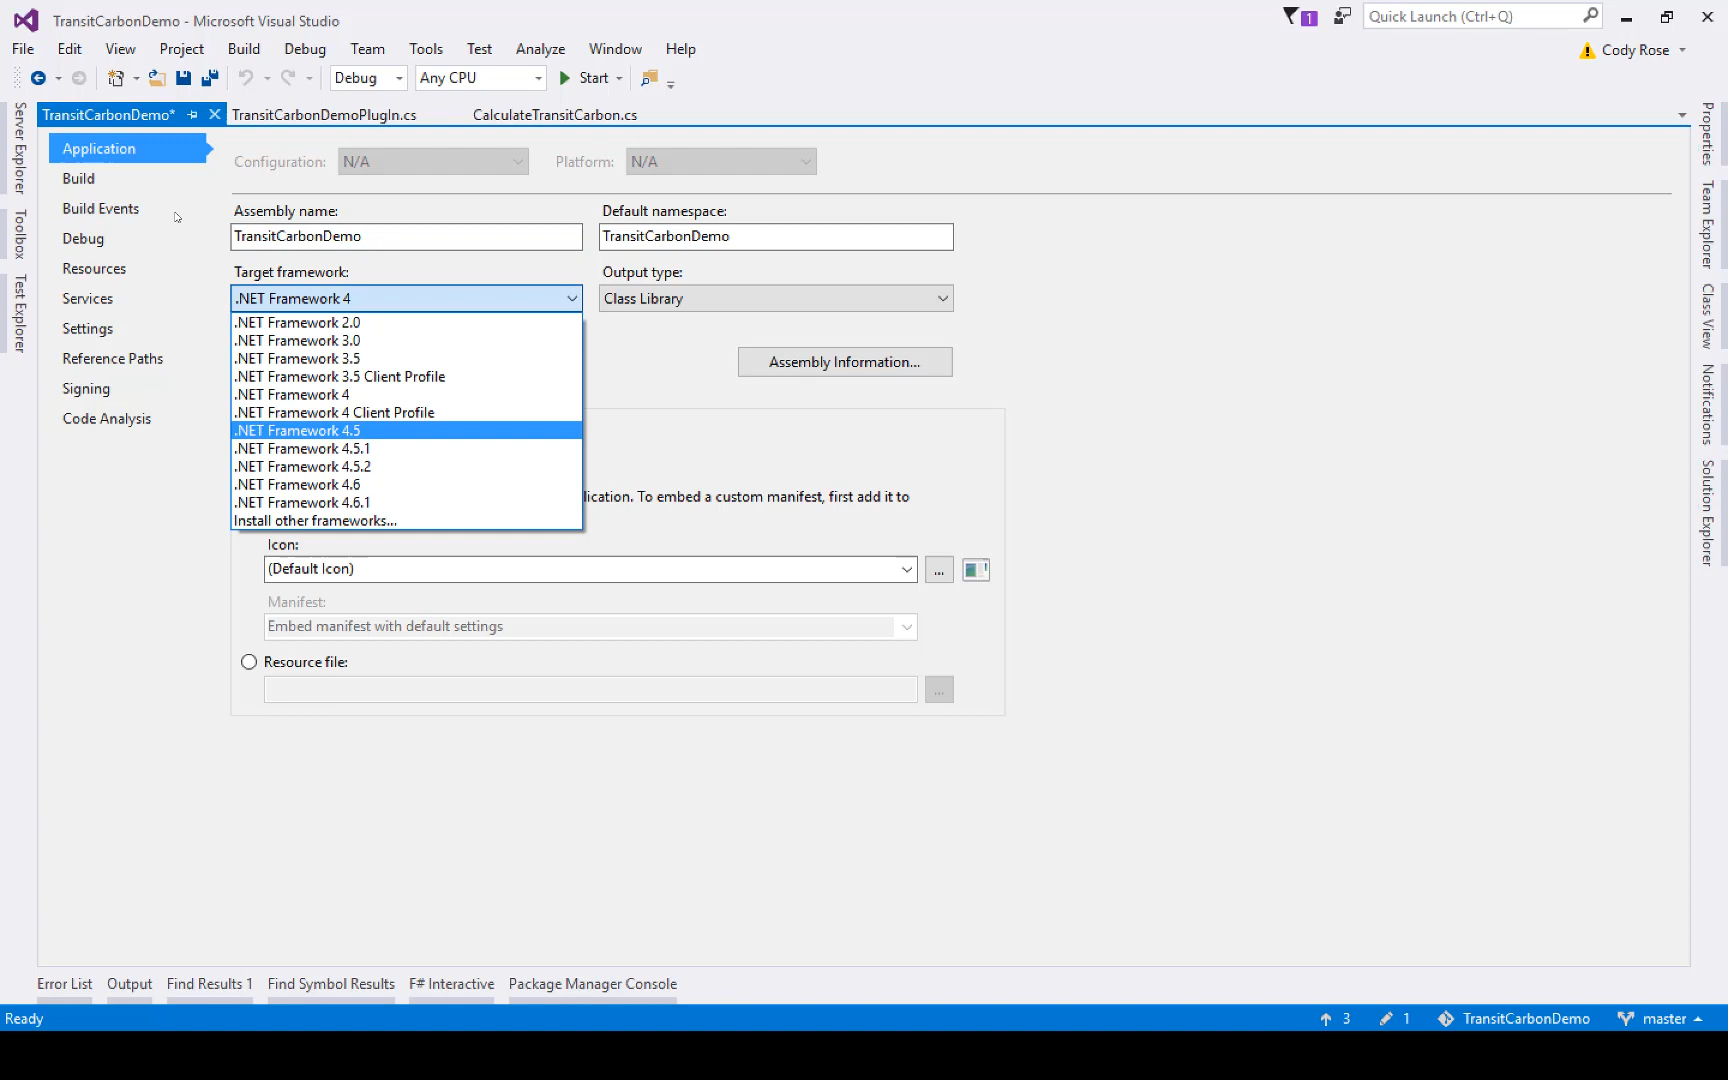 TransitCarbonDemo - Microsoft Visual Studio
1
Quick Launch (Ctrl+Q)
File Edit View Project Build Debug Team Tools Test Analyze Window Help
Cody Rose
Debug Any CPU Start
TransitCarbonDemo* TransitCarbonDemoPlugIn.cs CalculateTransitCarbon.cs
Server Explorer
Toolbox
Test Explorer
Application
Build
Build Events
Debug
Resources
Services
Settings
Reference Paths
Signing
Code Analysis
Configuration: N/A Platform: N/A
Assembly name: Default namespace:
TransitCarbonDemo TransitCarbonDemo
Target framework: Output type:
.NET Framework 4 Class Library
.NET Framework 2.0
.NET Framework 3.0
.NET Framework 3.5
.NET Framework 3.5 Client Profile
.NET Framework 4
.NET Framework 4 Client Profile
.NET Framework 4.5
.NET Framework 4.5.1
.NET Framework 4.5.2
.NET Framework 4.6
.NET Framework 4.6.1
Install other frameworks...
Assembly Information...
lication. To embed a custom manifest, first add it to
Icon:
(Default Icon) ...
Manifest:
Embed manifest with default settings
Resource file:
...
Properties
Team Explorer
Class View
Notifications
Solution Explorer
Error List Output Find Results 1 Find Symbol Results F# Interactive Package Manager Console
Ready 3 1 TransitCarbonDemo master